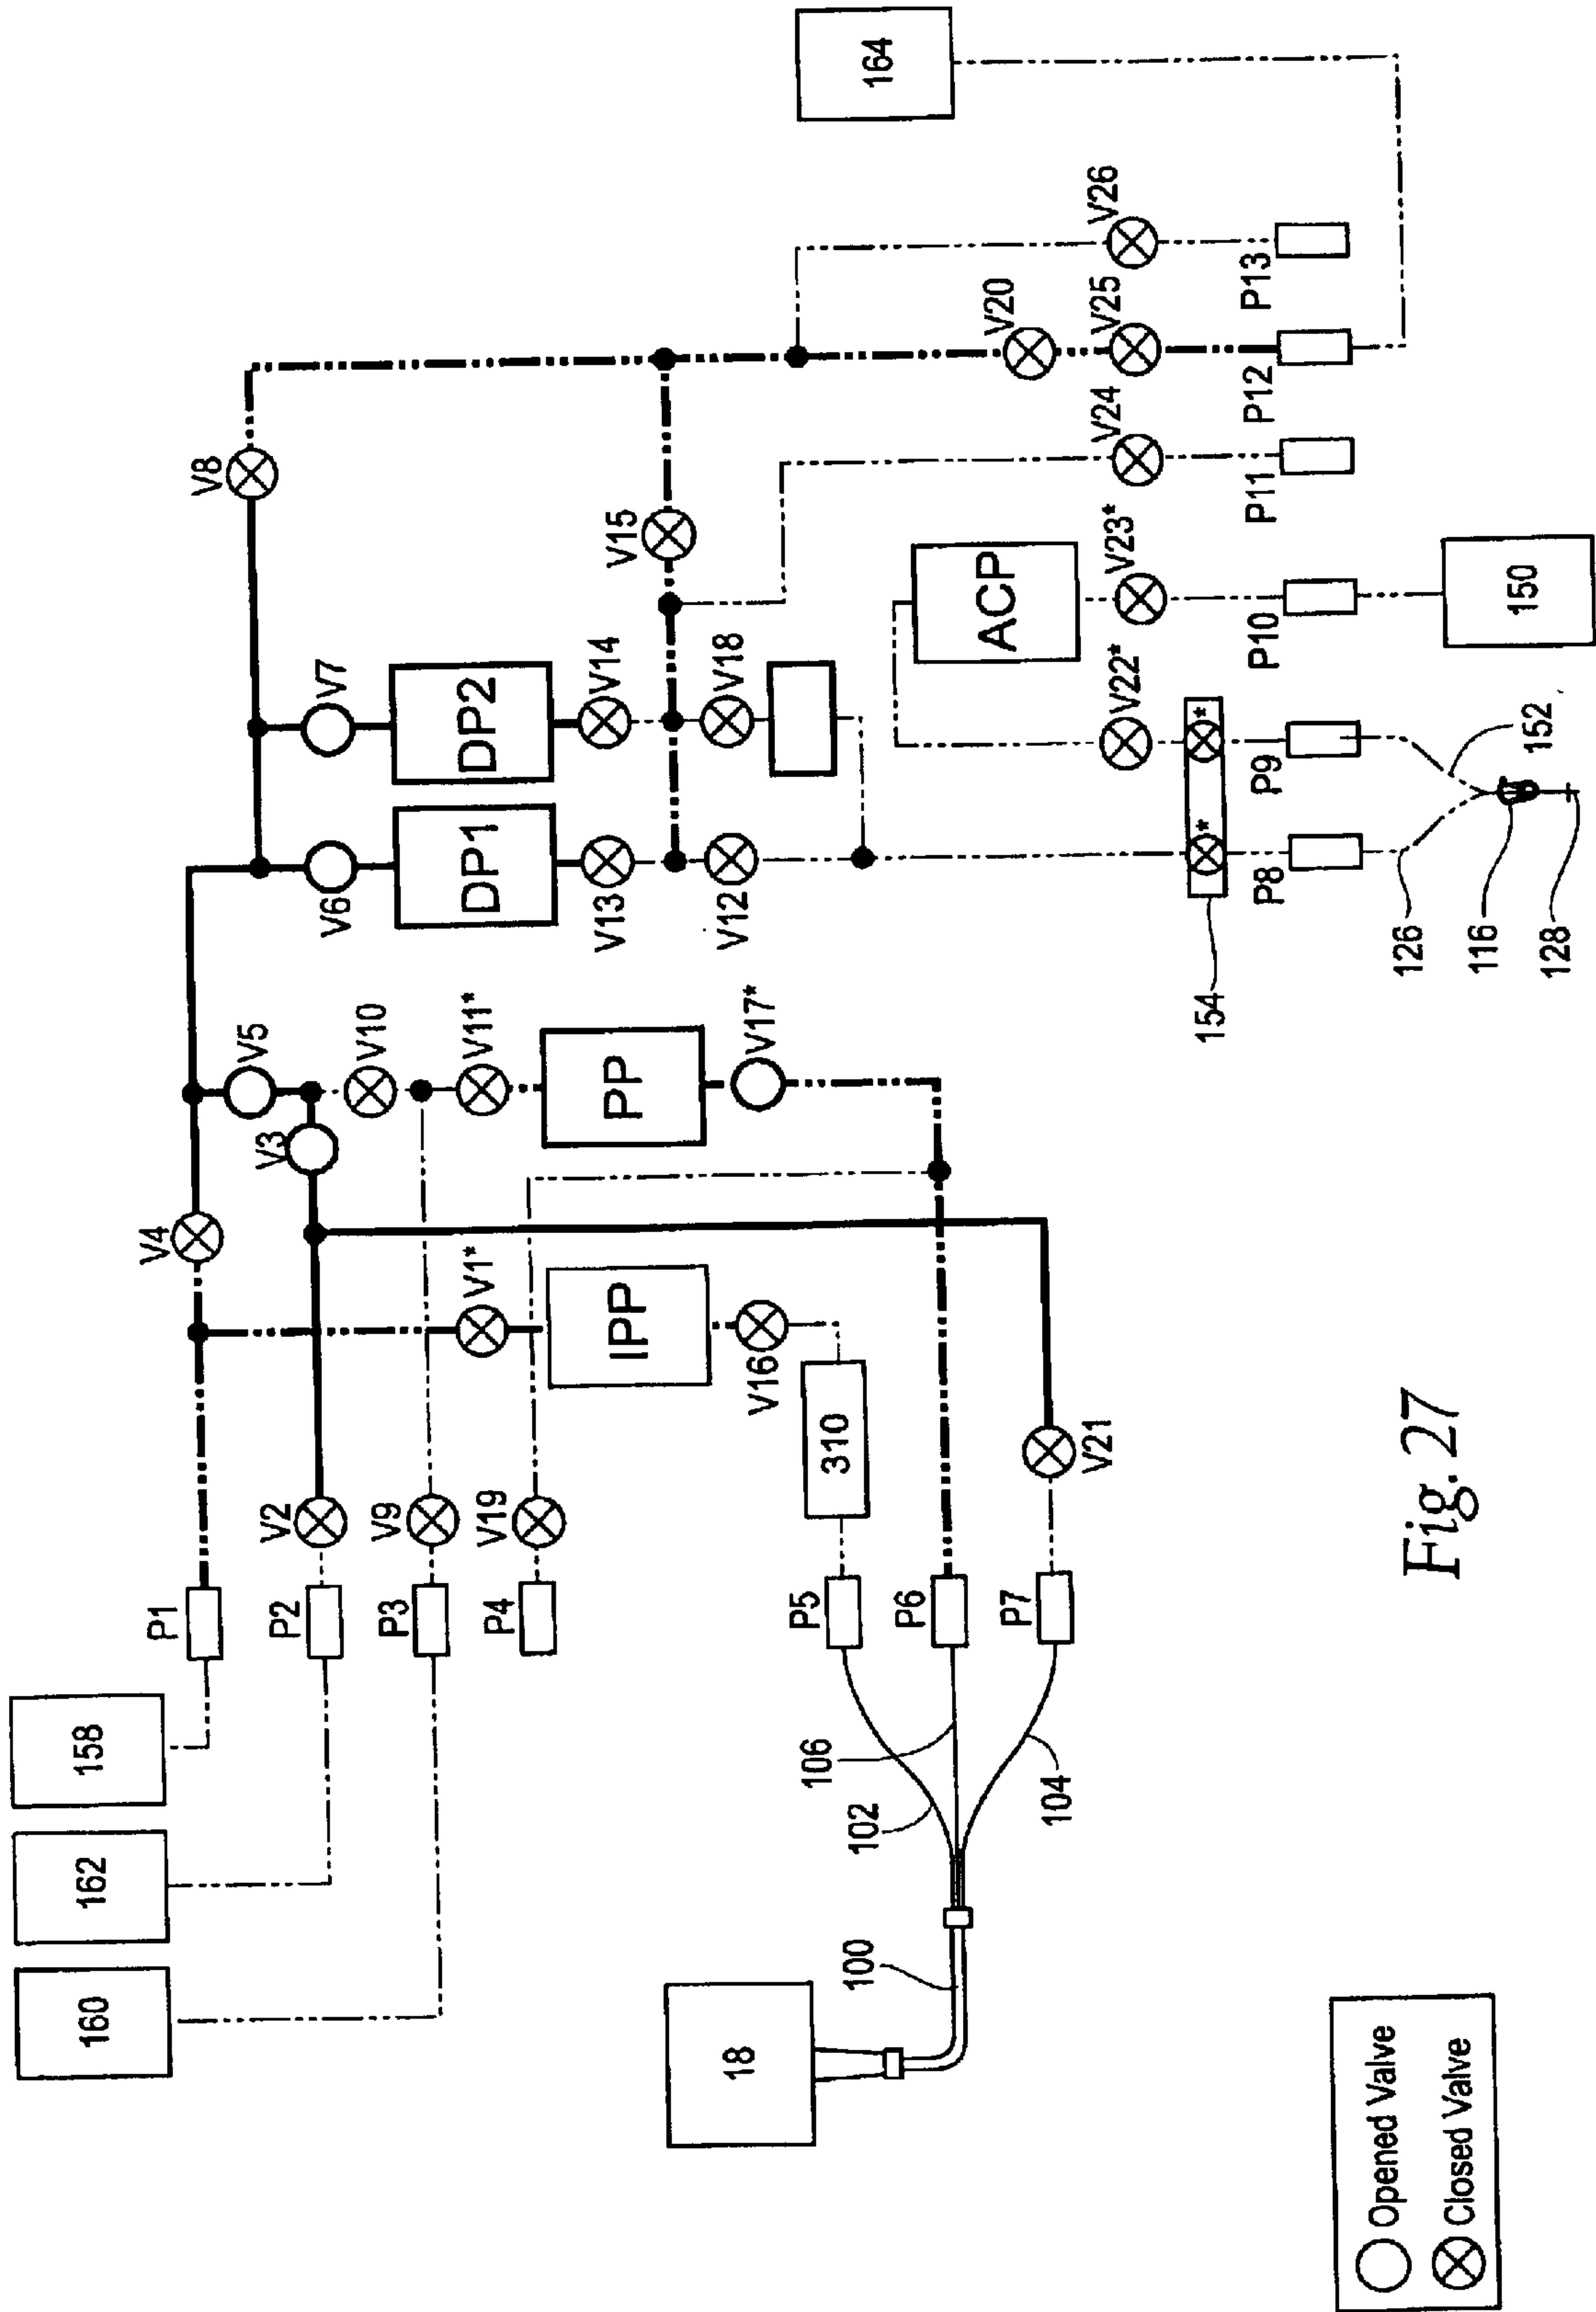 160
162
158
P1
P2
P3
P4
V2
V9
V19
V4
V3
V5
V10
V11*
V1*
IPP
V16
PP
V17*
310
P5
P6
P7
V21
18
100
102
106
104
V6
V7
V8
DP1
DP2
V13
V14
V12
V18
V15
ACP
V22*
V23*
V24
V20
V25
V26
*
*
154
P8
P9
P10
P11
P12
P13
126
116
128
152
150
164
Opened Valve
Closed Valve
Fig. 27